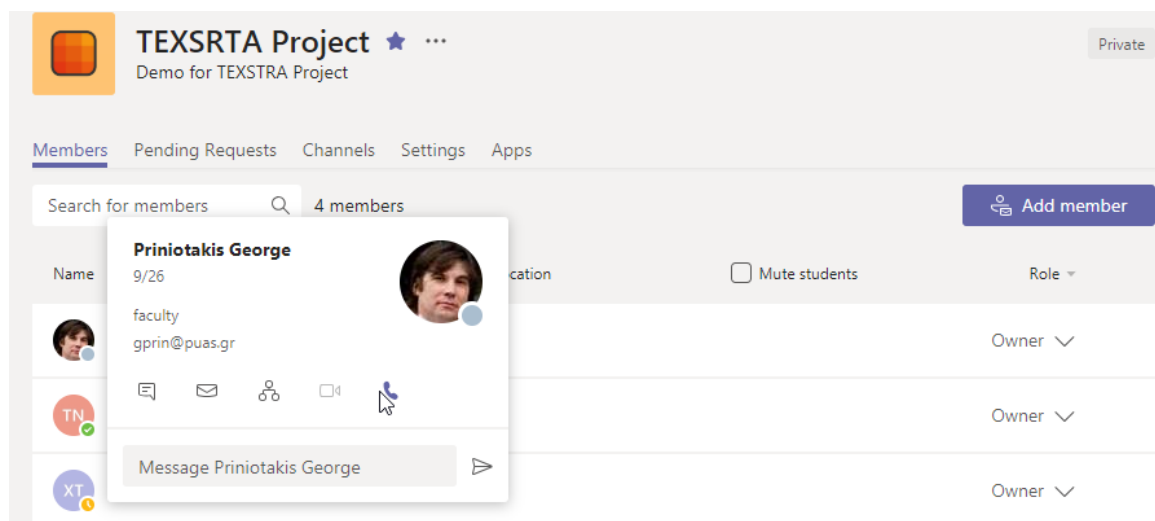 TEXSRTA Project
Private
Demo for TEXSTRA Project
Members Pending Requests Channels Settings Apps
Search for members 4 members Add member
Priniotakis George
Name 9/26 cation Mute students Role
faculty
gprin@puas.gr
Owner
TN Owner
Message Priniotakis George
XT Owner